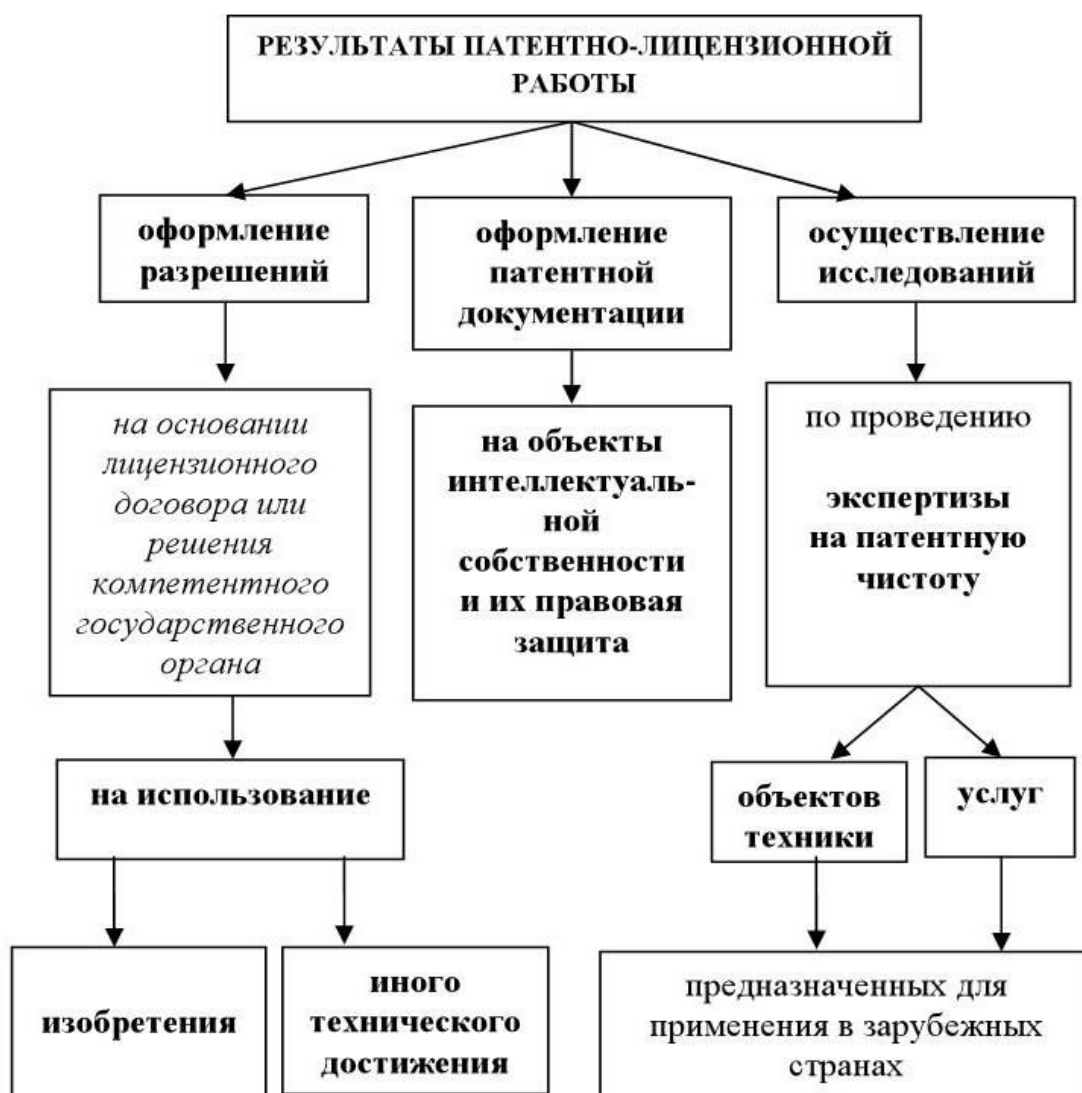 РЕЗУЛЬТАТЫ ПАТЕНТНО-ЛИЦЕНЗИОННОЙ
РАБОТЫ
оформление
разрешений
оформление
патентной
документации
осуществление
исследований
на основании
лицензионного
договора или
решения
компетентного
государственного
органа
на объекты
интеллектуаль-
ной
собственности
и их правовая
защита
по проведению
экспертизы
на патентную
чистоту
на использование
объектов
техники
услуг
изобретения
иного
технического
достижения
предназначенных для
применения в зарубежных
странах